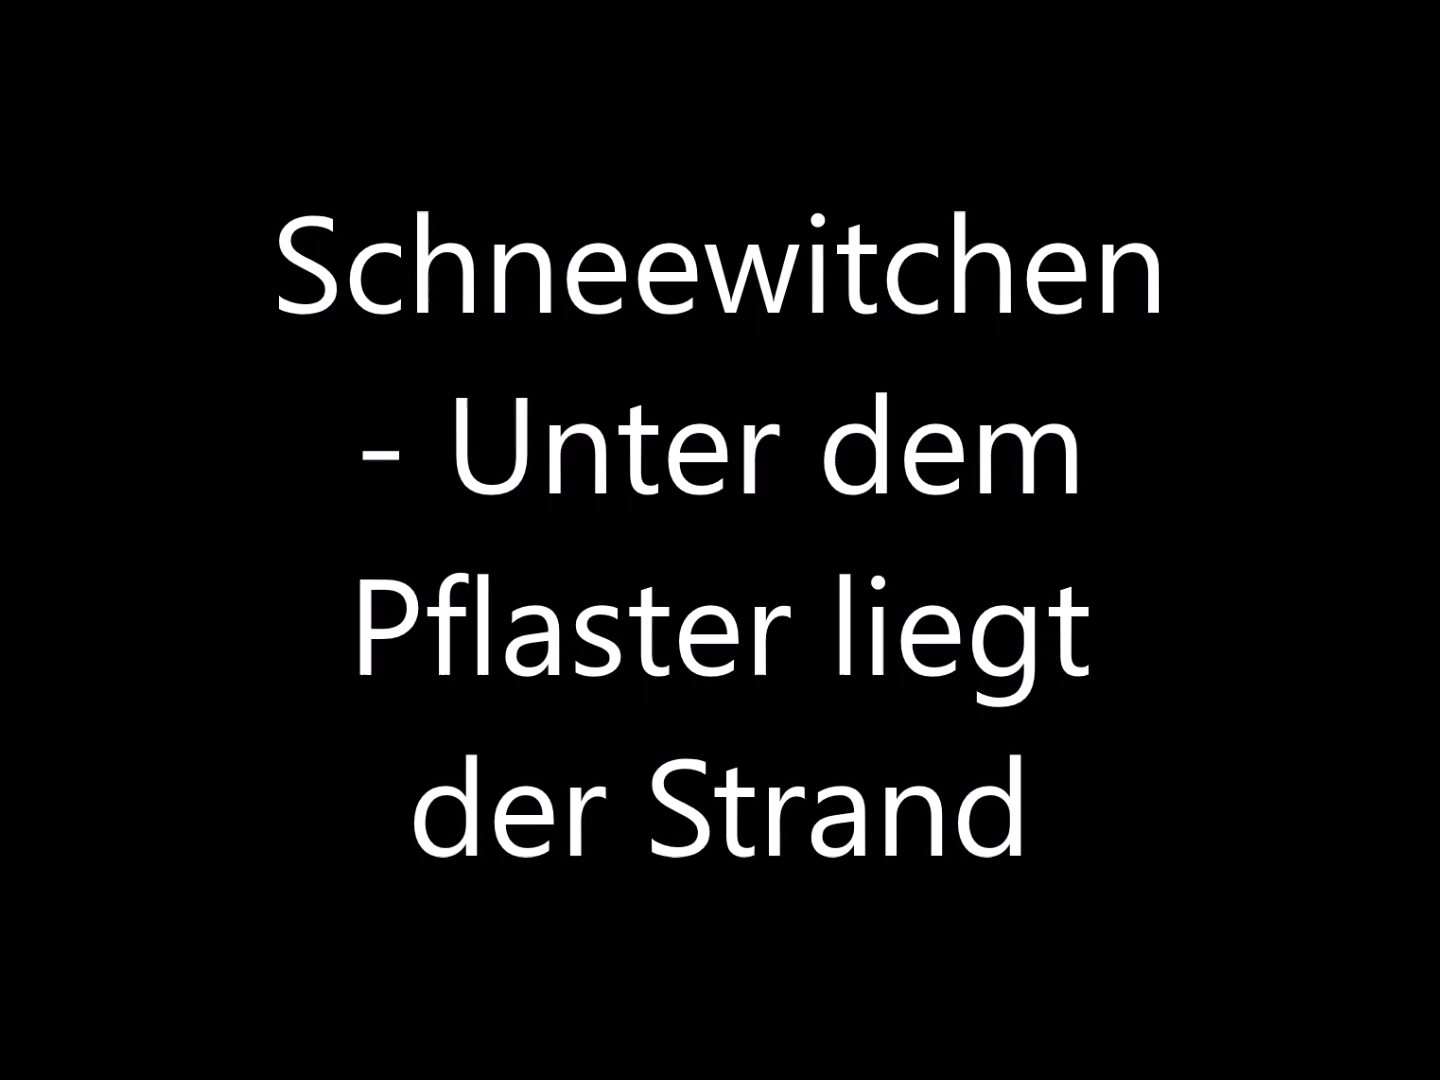 Schneewitchen
- Unter dem
Pflaster liegt
der Strand